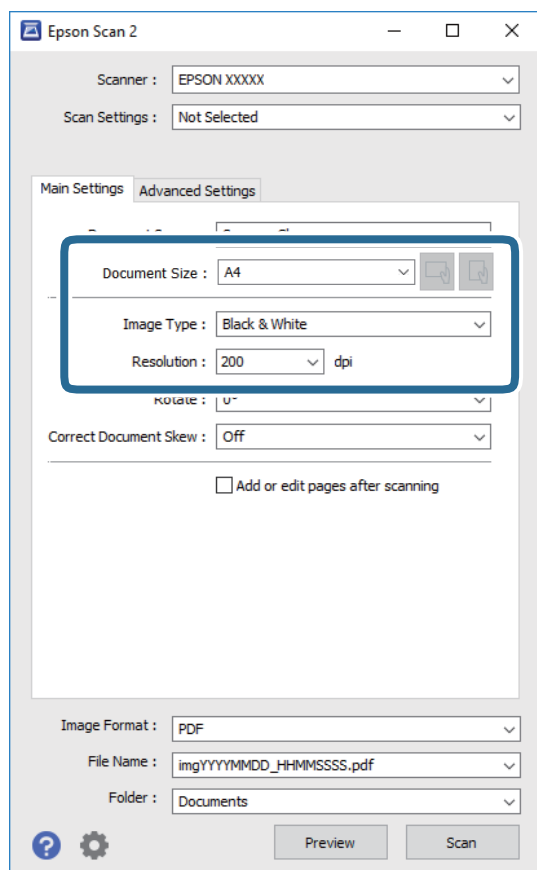 Epson Scan 2
Scanner : EPSON XXXXX
Scan Settings : Not Selected
Main Settings Advanced Settings
Document Size : A4
Image Type : Black & White
Resolution : 200 dpi
Rotate : 0°
Correct Document Skew : Off
Add or edit pages after scanning
Image Format : PDF
File Name : imgYYYYMMDD_HHMMSSSS.pdf
Folder : Documents
? Preview Scan